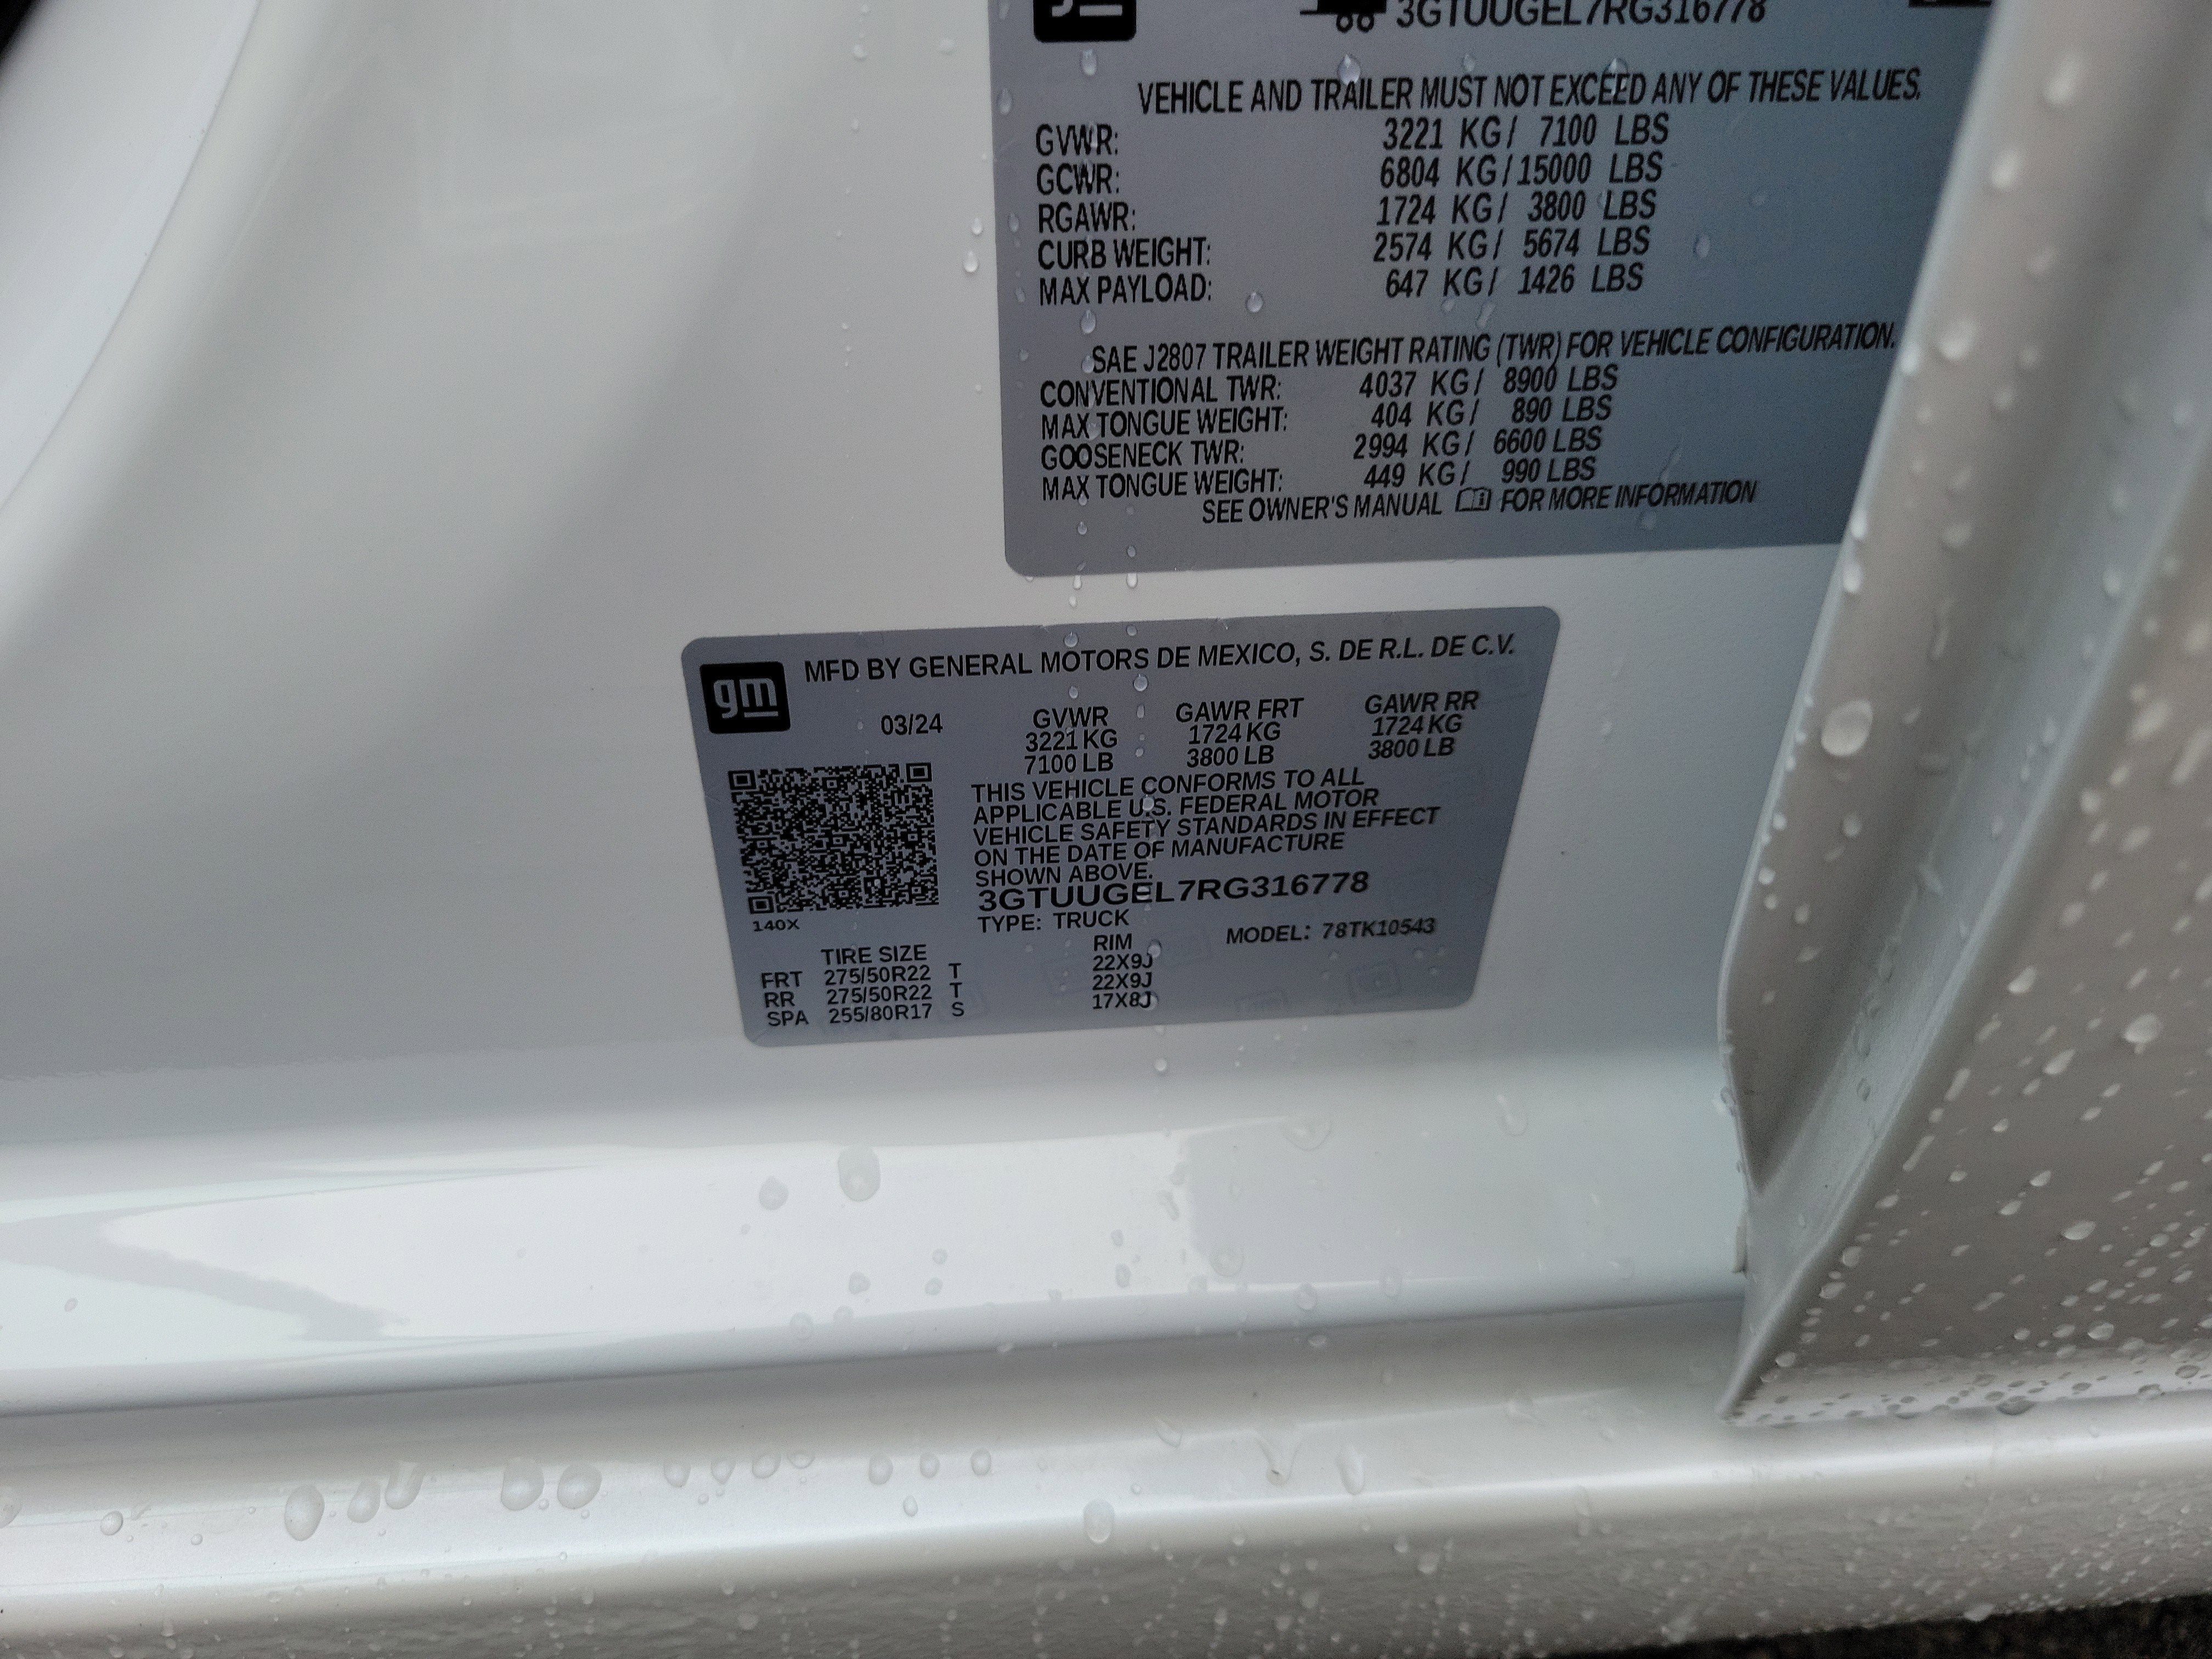 3GTUUGEL7RG316778
VEHICLE AND TRAILER MUST NOT EXCEED ANY OF THESE VALUES.
GVWR: 3221 KG/ 7100 LBS
GCWR: 6804 KG/15000 LBS
RGAWR: 1724 KG/ 3800 LBS
CURB WEIGHT: 2574 KG/ 5674 LBS
MAX PAYLOAD: 647 KG/ 1426 LBS
SAE J2807 TRAILER WEIGHT RATING (TWR) FOR VEHICLE CONFIGURATION.
CONVENTIONAL TWR: 4037 KG/ 8900 LBS
MAX TONGUE WEIGHT: 404 KG/ 890 LBS
GOOSENECK TWR: 2994 KG/ 6600 LBS
MAX TONGUE WEIGHT: 449 KG/ 990 LBS
SEE OWNER'S MANUAL FOR MORE INFORMATION
gm MFD BY GENERAL MOTORS DE MEXICO, S. DE R.L. DE C.V.
03/24 GVWR GAWR FRT GAWR RR
3221 KG 1724 KG 1724 KG
7100 LB 3800 LB 3800 LB
THIS VEHICLE CONFORMS TO ALL
APPLICABLE U.S. FEDERAL MOTOR
VEHICLE SAFETY STANDARDS IN EFFECT
ON THE DATE OF MANUFACTURE
SHOWN ABOVE.
3GTUUGEL7RG316778
140X
TYPE: TRUCK MODEL: 78TK10543
TIRE SIZE RIM
FRT 275/50R22 T 22X9J
RR 275/50R22 T 22X9J
SPA 255/80R17 S 17X8J